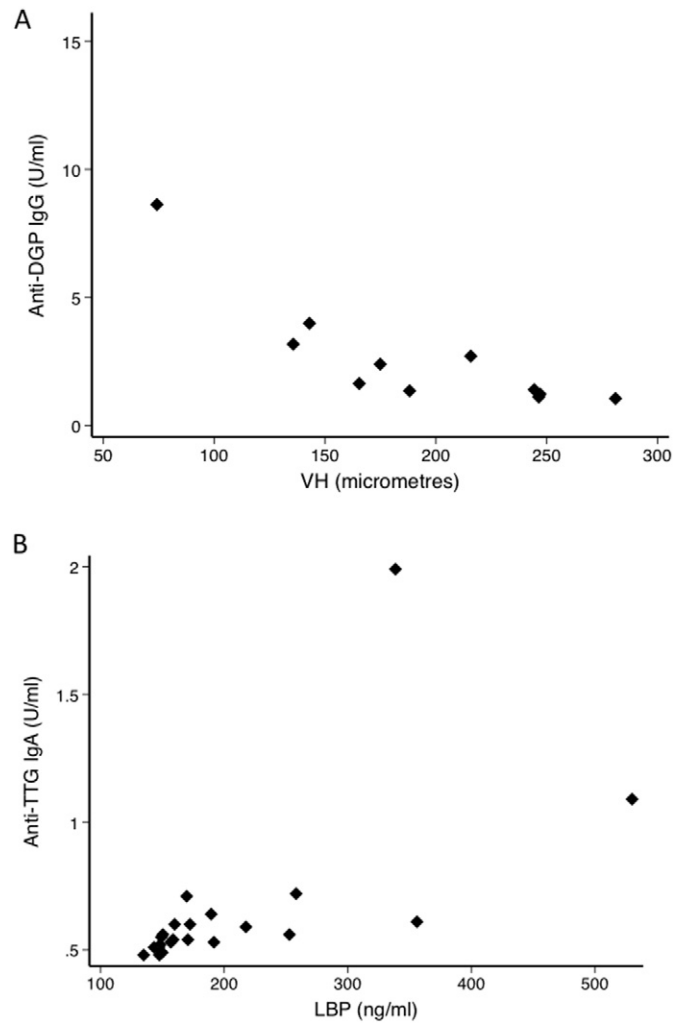 A
15
10
5
0
Anti-DGP IgG (U/ml)
50 100 150 200 250 300
VH (micrometres)
B
2
1.5
1
.5
Anti-TTG IgA (U/ml)
100 200 300 400 500
LBP (ng/ml)